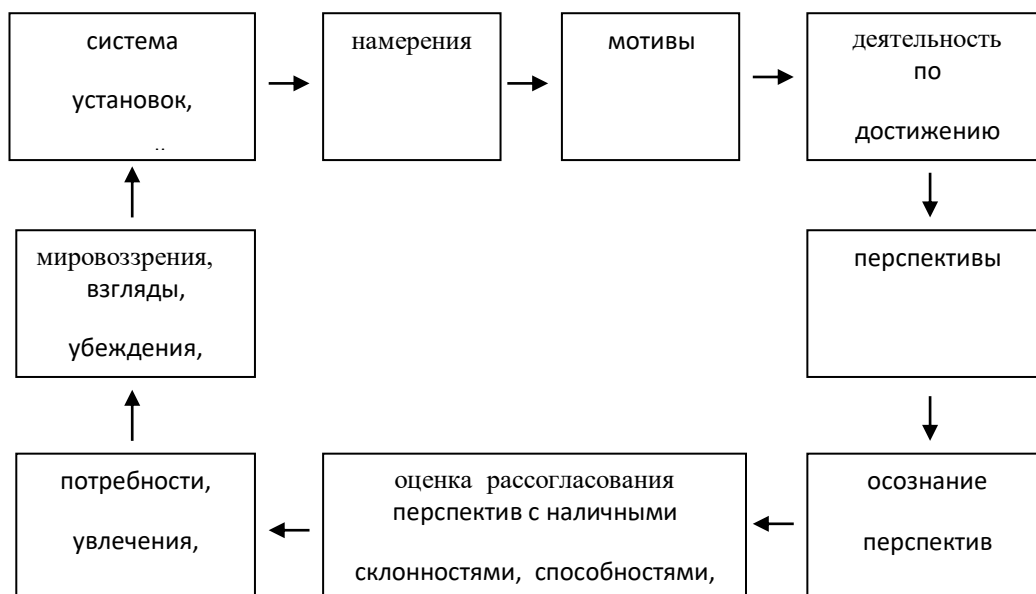 система
установок,
намерения
мотивы
деятельность
по
достижению
мировоззрения,
взгляды,
убеждения,
перспективы
потребности,
увлечения,
оценка рассогласования
перспектив с наличными
склонностями, способностями,
осознание
перспектив